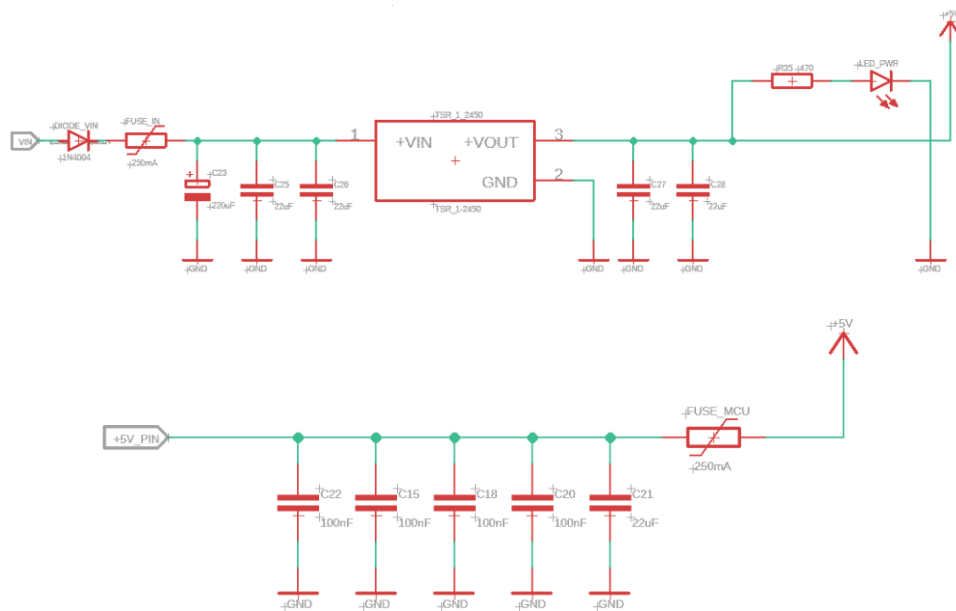 +5V
R35 470
LED_PWR
DIODE_VIN
FUSE_IN
TSR_1_2450
VIN
1
+VIN
+VOUT
3
1N4004
250mA
C23
C25
C26
GND
2
C27
C28
220uF
22uF
22uF
TSR_1-2450
22uF
22uF
GND
GND
GND
GND
GND
GND
GND
+5V
FUSE_MCU
+5V_PIN
250mA
C22
C15
C18
C20
C21
100nF
100nF
100nF
100nF
22uF
GND
GND
GND
GND
GND